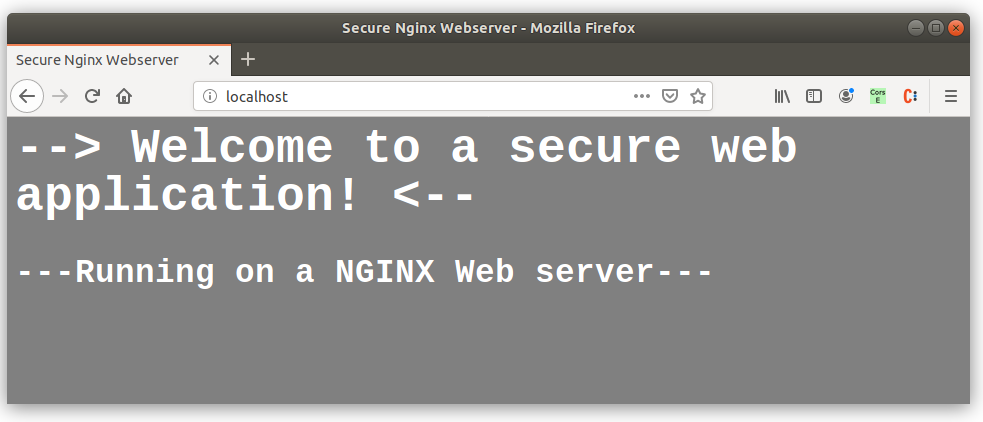 Secure Nginx Webserver - Mozilla Firefox
Secure Nginx Webserver
localhost
Cors
E
C
--> Welcome to a secure web
application! <--
---Running on a NGINX Web server---